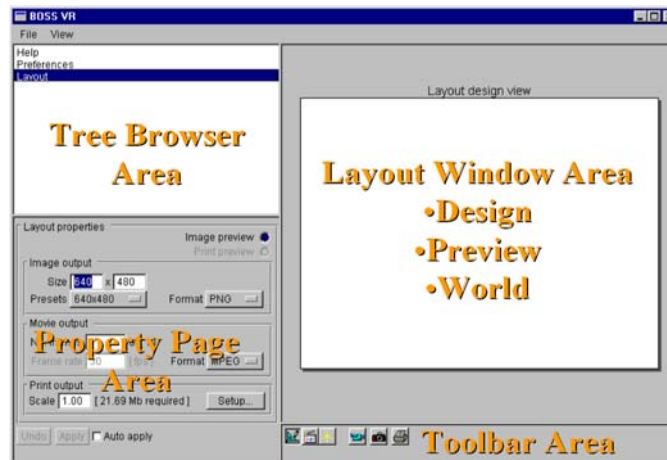 BOSS VR
File View
Help
Preferences
Layout
Tree Browser
Area
Layout design view
Layout Window Area
•Design
•Preview
•World
Layout properties
Image preview
Print preview
Image output
Size 640 x 480
Presets 640x480 Format PNG
Movie output
Frame rate 30 [fps] Format MPEG
Property Page
Area
Print output
Scale 1.00 [ 21.69 Mb required ] Setup...
Undo Apply Auto apply
Toolbar Area